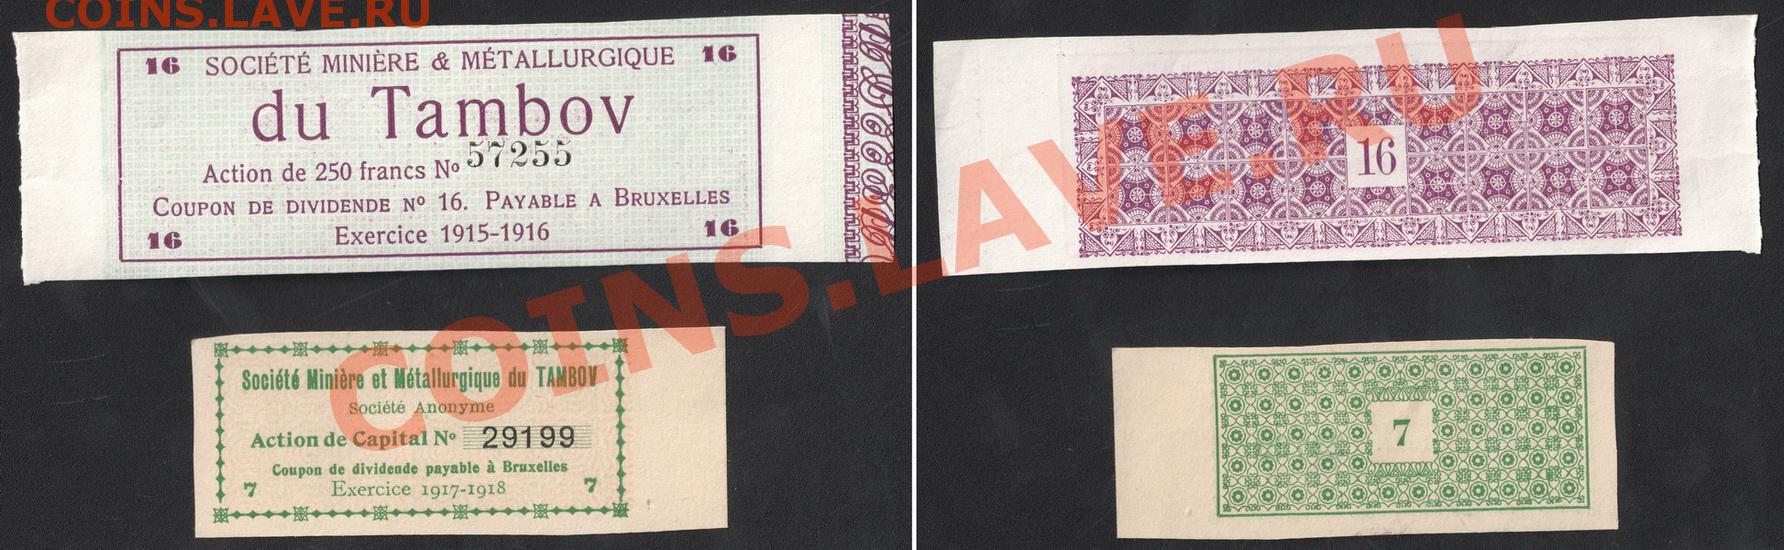 COINS.LAVE.RU
16 SOCIÉTÉ MINIÈRE & MÉTALLURGIQUE 16
du Tambov
Action de 250 francs No 57255
COUPON DE DIVIDENDE No 16. PAYABLE A BRUXELLES
16 Exercice 1915-1916 16
16
COINS.LAVE.RU
Société Minière et Métallurgique du TAMBOV
Société Anonyme
Action de Capital No 29199
Coupon de dividende payable à Bruxelles
7 Exercice 1917-1918 7
7